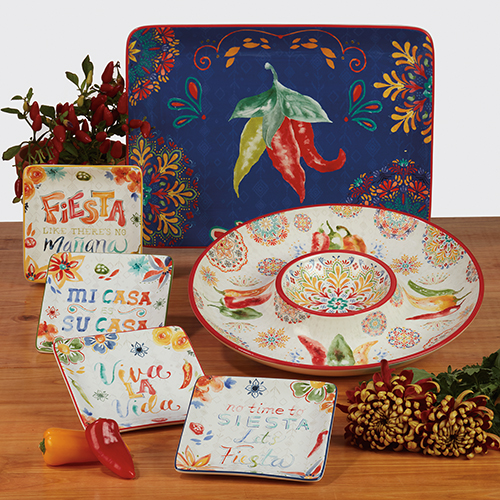 FIESTA
LIKE THERE'S NO
Mañana
MI CASA
SU CASA
Viva
LA
Vida
no time to
SIESTA
Let's
Fiesta